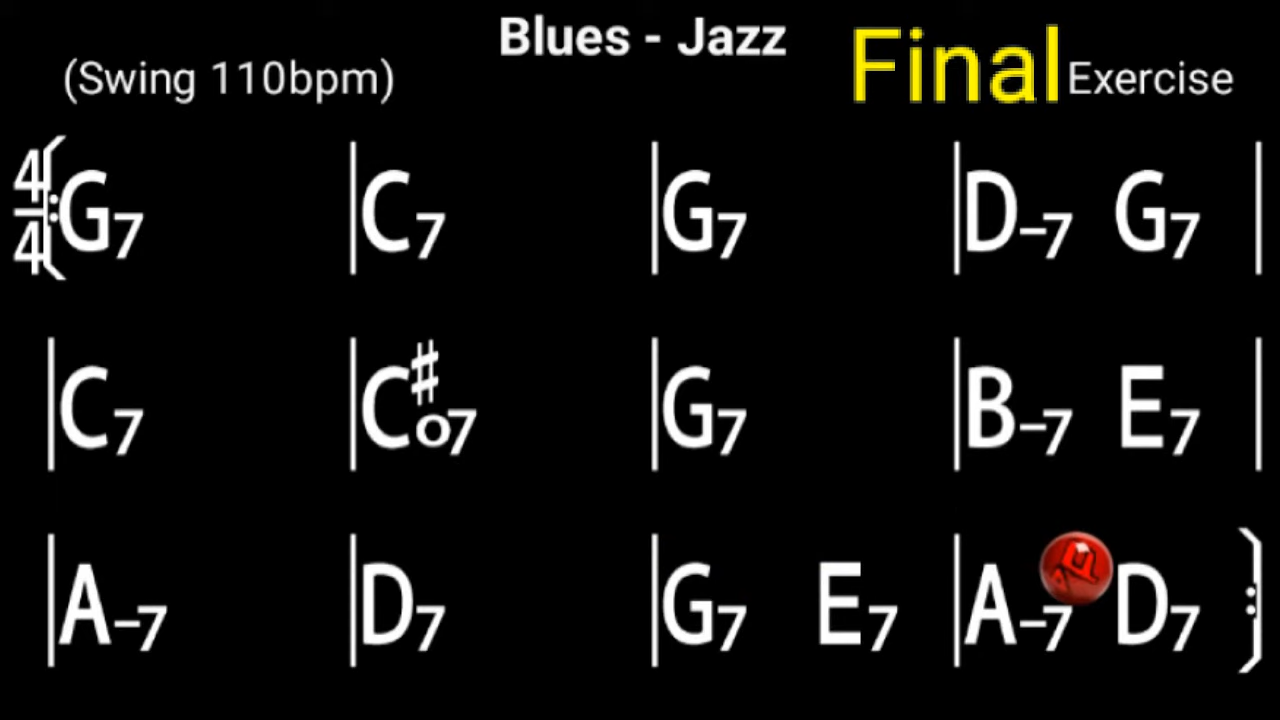 Blues - Jazz
(Swing 110bpm) Final Exercise
4/4 G7 C7 G7 D-7 G7
C7 C#o7 G7 B-7 E7
A-7 D7 G7 E7 A-7 D7